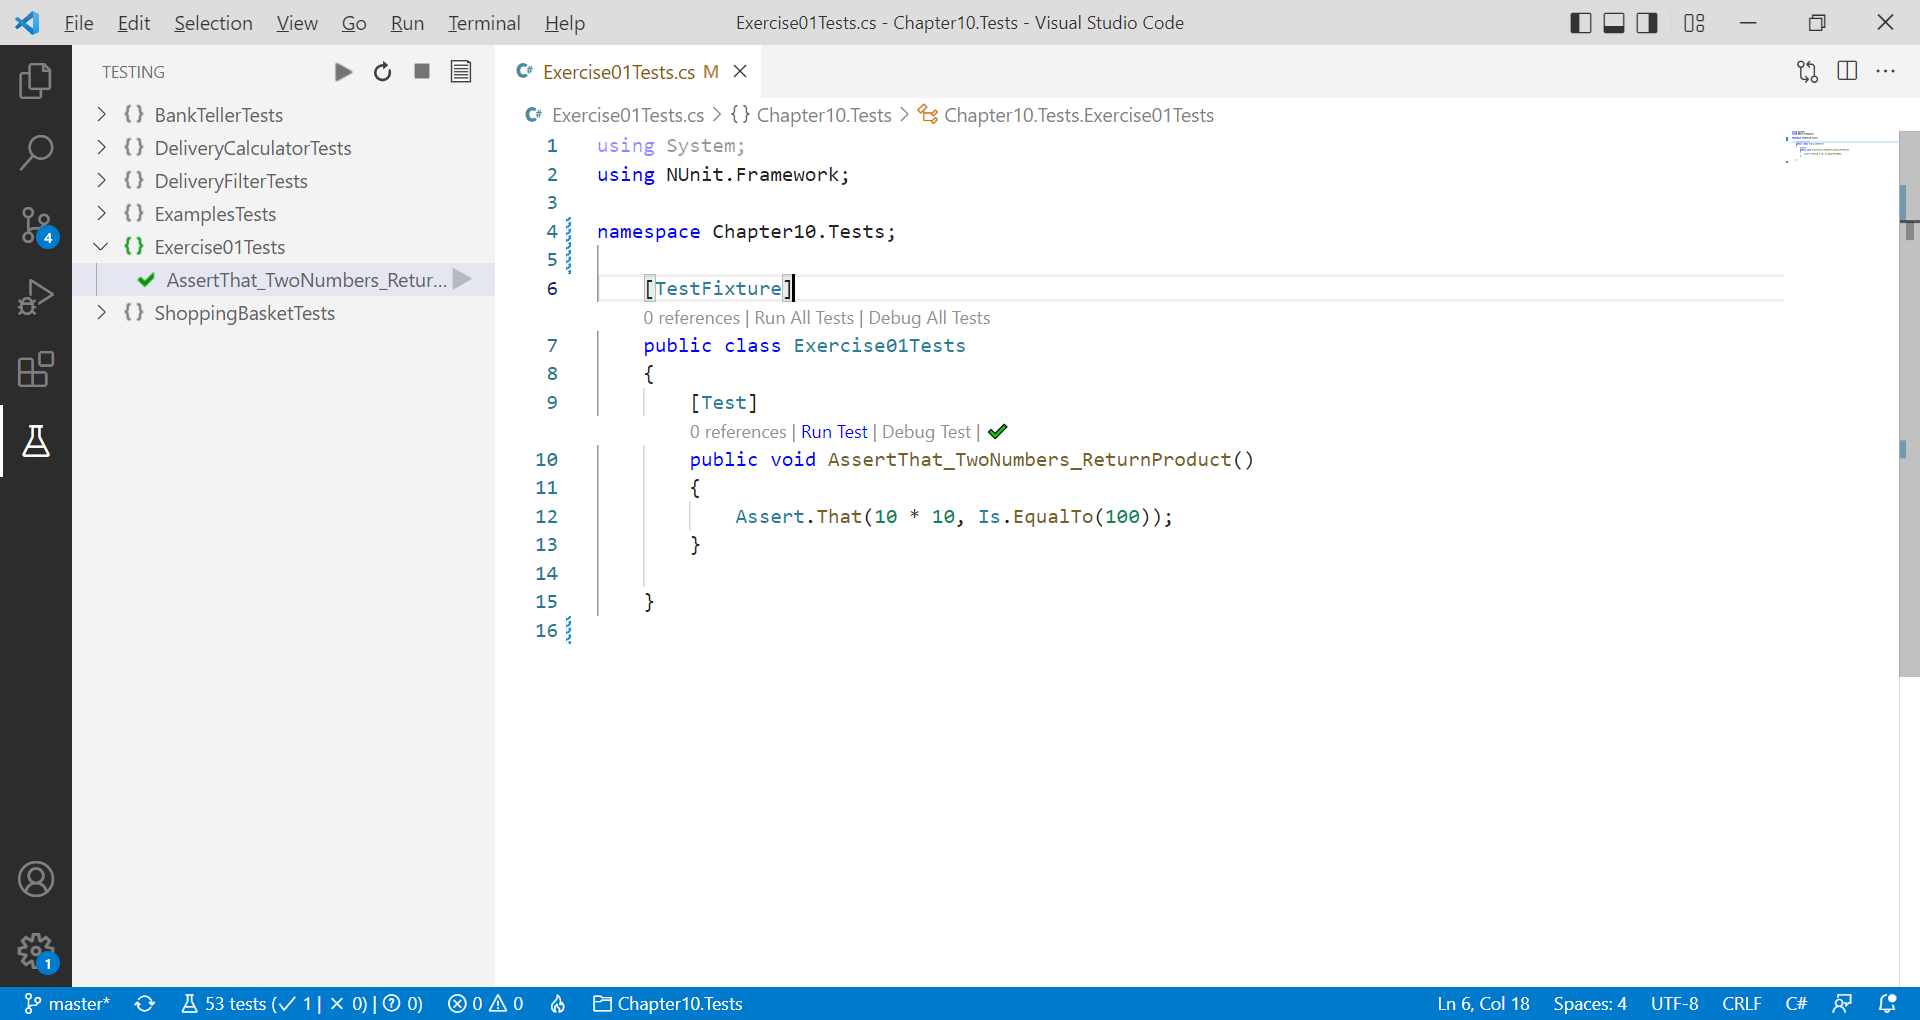 File Edit Selection View Go Run Terminal Help
Exercise01Tests.cs - Chapter10.Tests - Visual Studio Code
TESTING
{} BankTellerTests
{} DeliveryCalculatorTests
{} DeliveryFilterTests
{} ExamplesTests
{} Exercise01Tests
AssertThat_TwoNumbers_Retur...
{} ShoppingBasketTests
4
1
C# Exercise01Tests.cs M
C# Exercise01Tests.cs > {} Chapter10.Tests > Chapter10.Tests.Exercise01Tests
1 using System;
2 using NUnit.Framework;
3
4 namespace Chapter10.Tests;
5
6 [TestFixture]
0 references | Run All Tests | Debug All Tests
7 public class Exercise01Tests
8 {
9 [Test]
0 references | Run Test | Debug Test | ✔
10 public void AssertThat_TwoNumbers_ReturnProduct()
11 {
12 Assert.That(10 * 10, Is.EqualTo(100));
13 }
14
15 }
16
master* 53 tests (✓ 1 | × 0) | ? 0) 0 0 Chapter10.Tests Ln 6, Col 18 Spaces: 4 UTF-8 CRLF C#